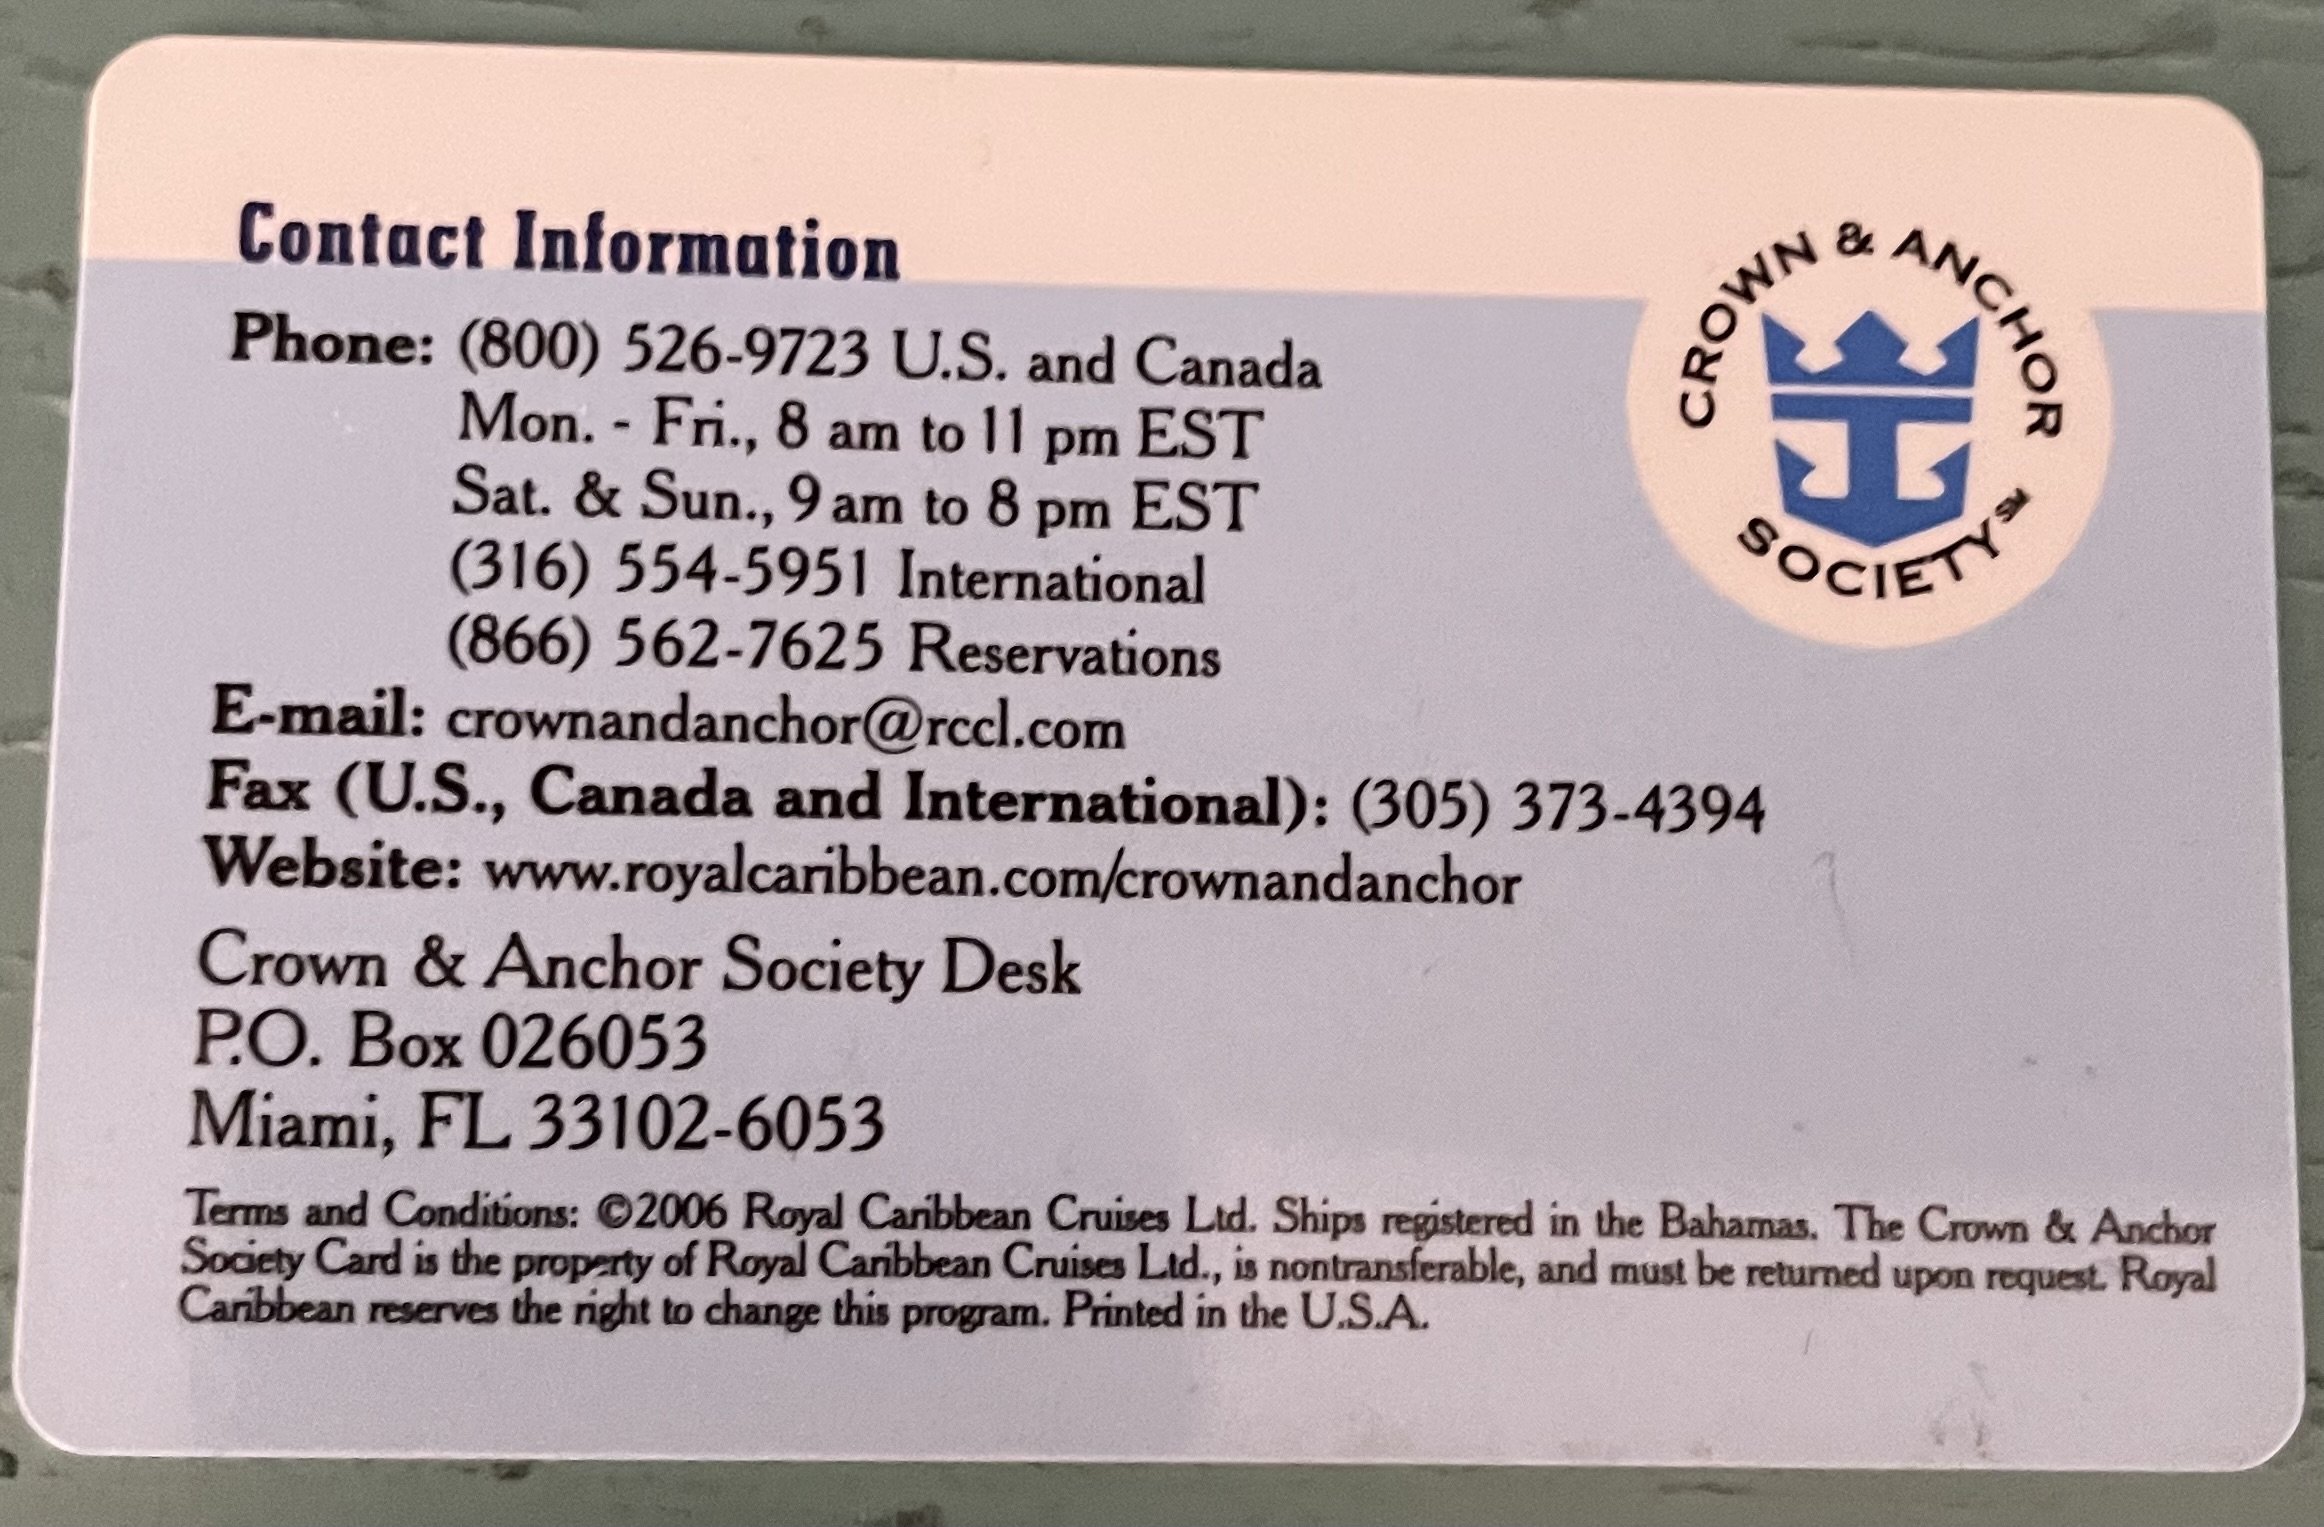 Contact Information
CROWN & ANCHOR
SOCIETY℠
Phone: (800) 526-9723 U.S. and Canada
Mon. - Fri., 8 am to 11 pm EST
Sat. & Sun., 9 am to 8 pm EST
(316) 554-5951 International
(866) 562-7625 Reservations
E-mail: crownandanchor@rccl.com
Fax (U.S., Canada and International): (305) 373-4394
Website: www.royalcaribbean.com/crownandanchor
Crown & Anchor Society Desk
P.O. Box 026053
Miami, FL 33102-6053
Terms and Conditions: ©2006 Royal Caribbean Cruises Ltd. Ships registered in the Bahamas. The Crown & Anchor
Society Card is the property of Royal Caribbean Cruises Ltd., is nontransferable, and must be returned upon request. Royal
Caribbean reserves the right to change this program. Printed in the U.S.A.